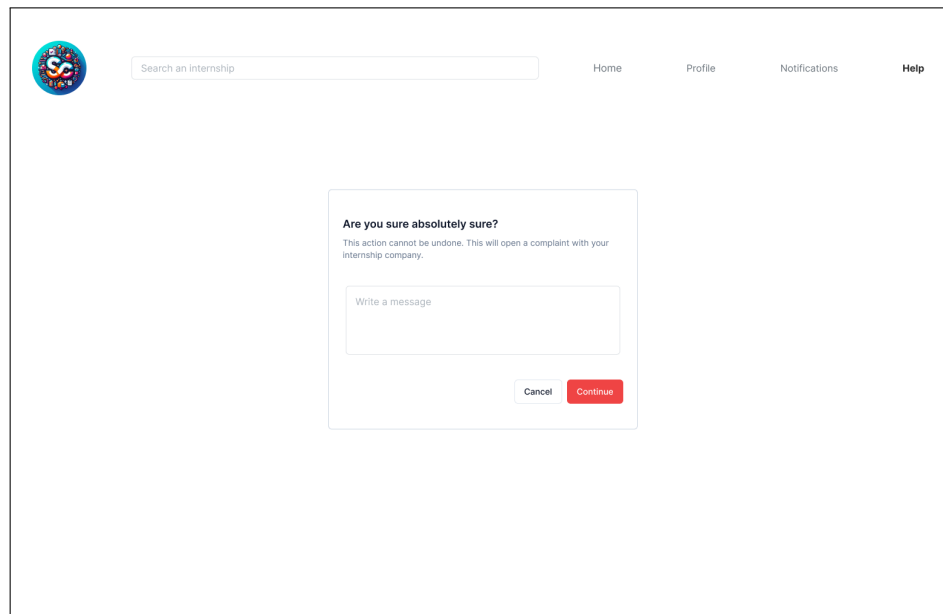 SC
Search an internship
Home
Profile
Notifications
Help
Are you sure absolutely sure?
This action cannot be undone. This will open a complaint with your
internship company.
Write a message
Cancel
Continue